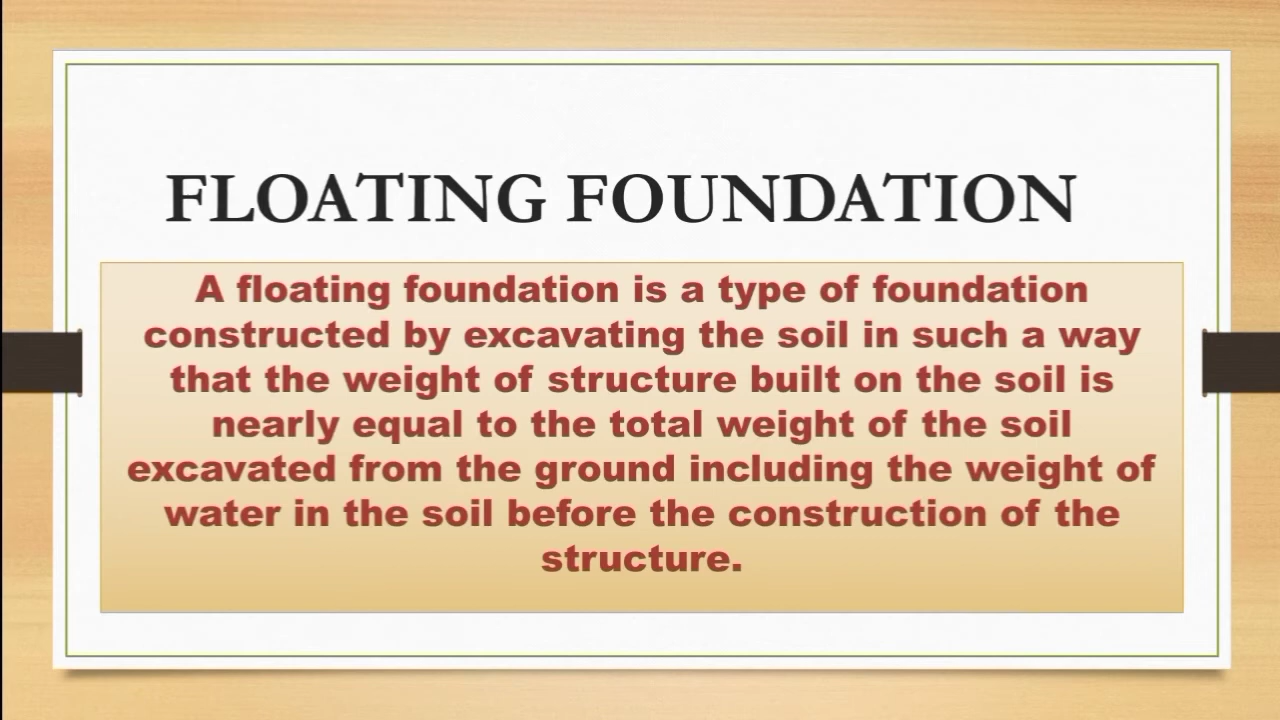 FLOATING FOUNDATION
A floating foundation is a type of foundation
constructed by excavating the soil in such a way
that the weight of structure built on the soil is
nearly equal to the total weight of the soil
excavated from the ground including the weight of
water in the soil before the construction of the
structure.